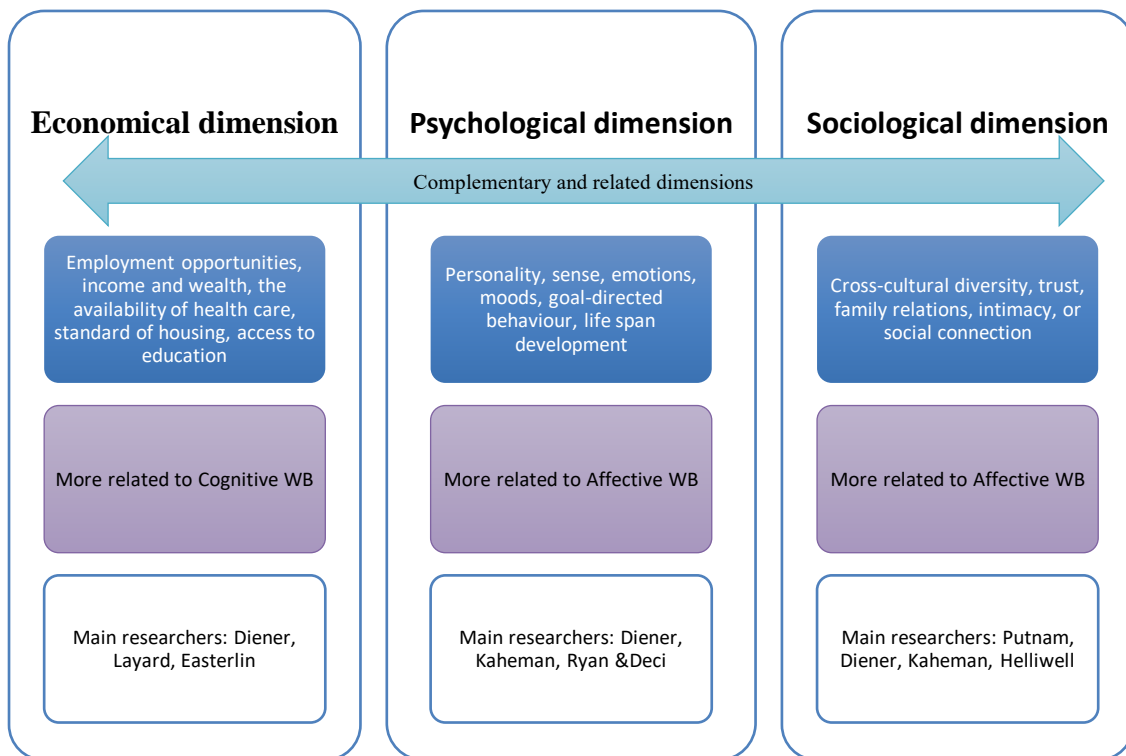 Economical dimension
Psychological dimension
Sociological dimension
Complementary and related dimensions
Employment opportunities,
income and wealth, the
availability of health care,
standard of housing, access to
education
Personality, sense, emotions,
moods, goal-directed
behaviour, life span
development
Cross-cultural diversity, trust,
family relations, intimacy, or
social connection
More related to Cognitive WB
More related to Affective WB
More related to Affective WB
Main researchers: Diener,
Layard, Easterlin
Main researchers: Diener,
Kaheman, Ryan &Deci
Main researchers: Putnam,
Diener, Kaheman, Helliwell